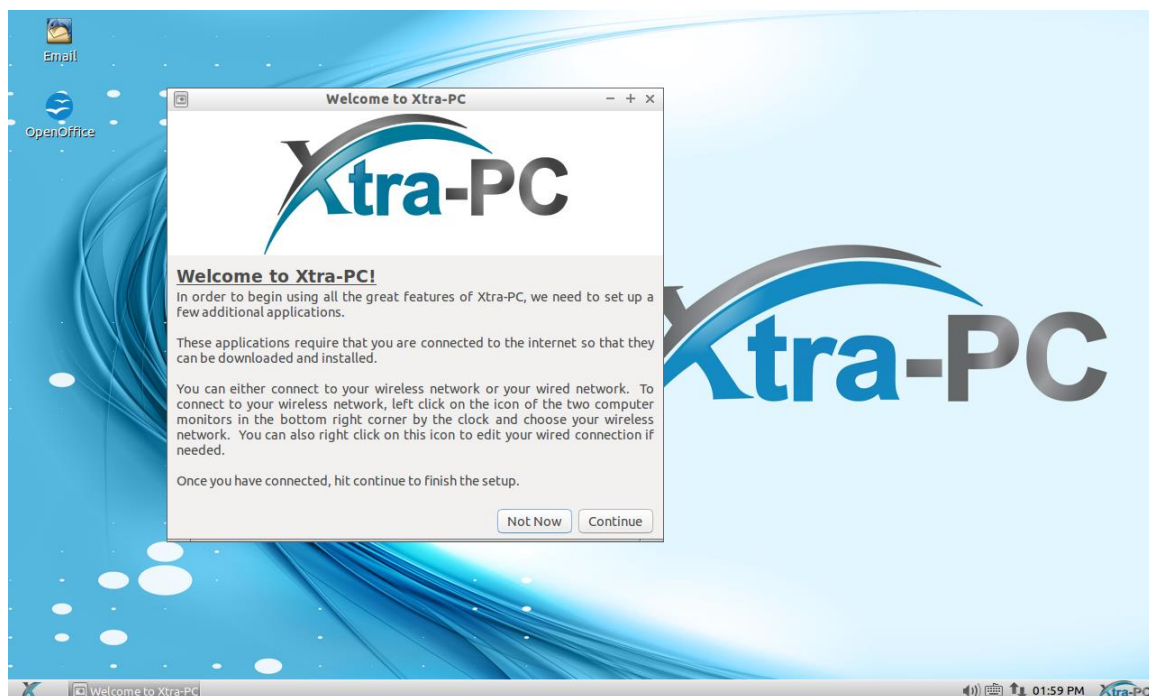 Email
OpenOffice
Welcome to Xtra-PC
Xtra-PC
Welcome to Xtra-PC!
In order to begin using all the great features of Xtra-PC, we need to set up a
few additional applications.
These applications require that you are connected to the internet so that they
can be downloaded and installed.
You can either connect to your wireless network or your wired network. To
connect to your wireless network, left click on the icon of the two computer
monitors in the bottom right corner by the clock and choose your wireless
network. You can also right click on this icon to edit your wired connection if
needed.
Once you have connected, hit continue to finish the setup.
Not Now Continue
Xtra-PC
Welcome to Xtra-PC
01:59 PM
Xtra-PC